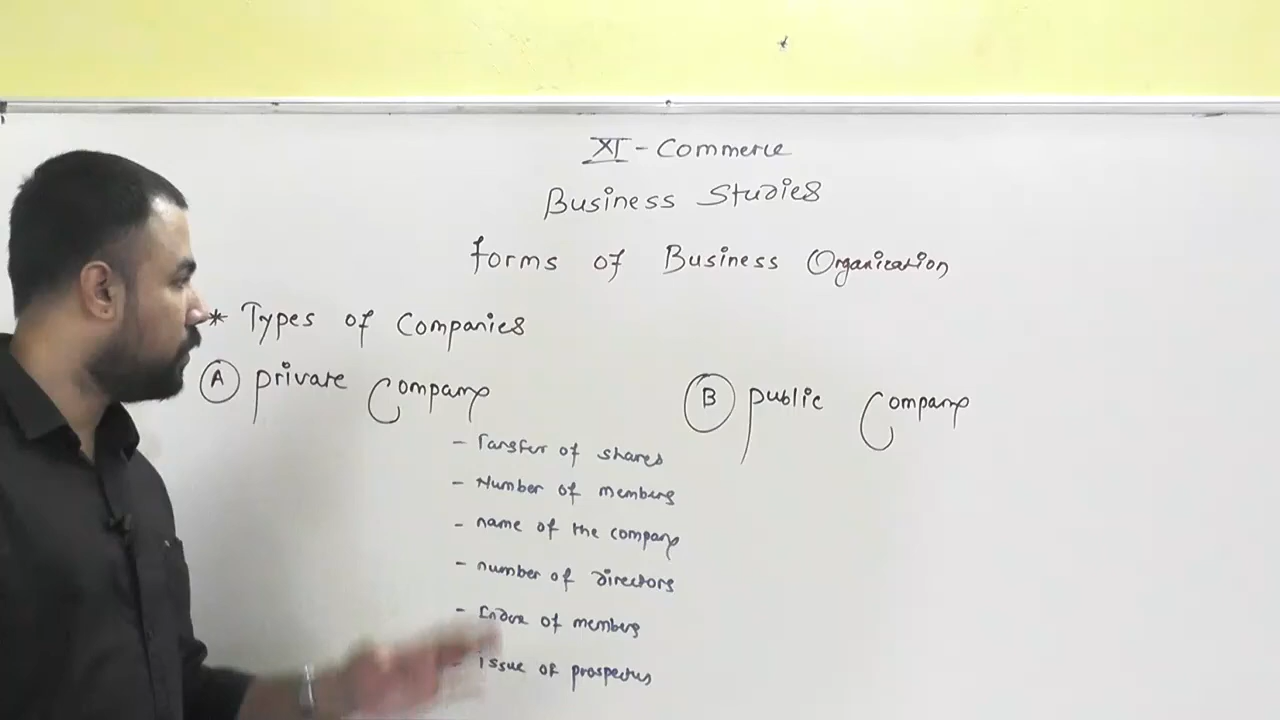 XI - Commerce
Business Studies
Forms of Business Organization
* Types of Companies
A Private Company
B Public Company
- Transfer of shares
- Number of members
- name of the company
- number of directors
- Index of members
- issue of prospectus